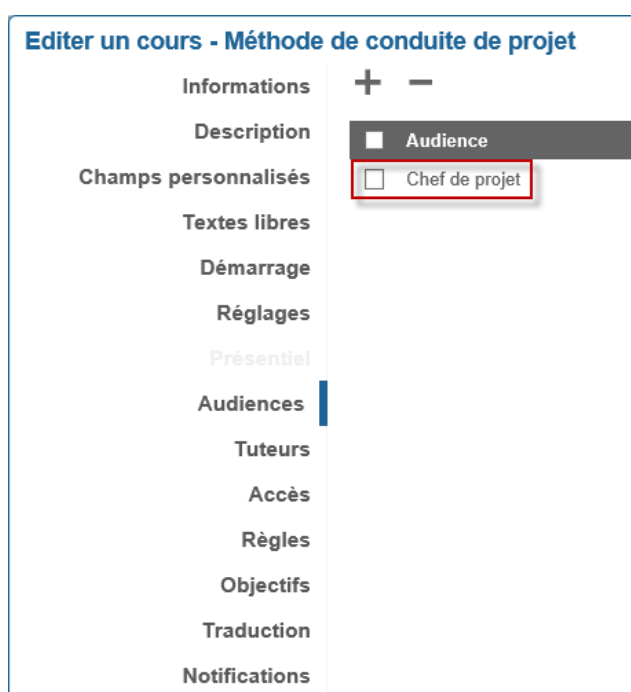 Editer un cours - Méthode de conduite de projet
Informations
Description
Champs personnalisés
Textes libres
Démarrage
Réglages
Présentiel
Audiences
Tuteurs
Accès
Règles
Objectifs
Traduction
Notifications
+ −
Audience
Chef de projet